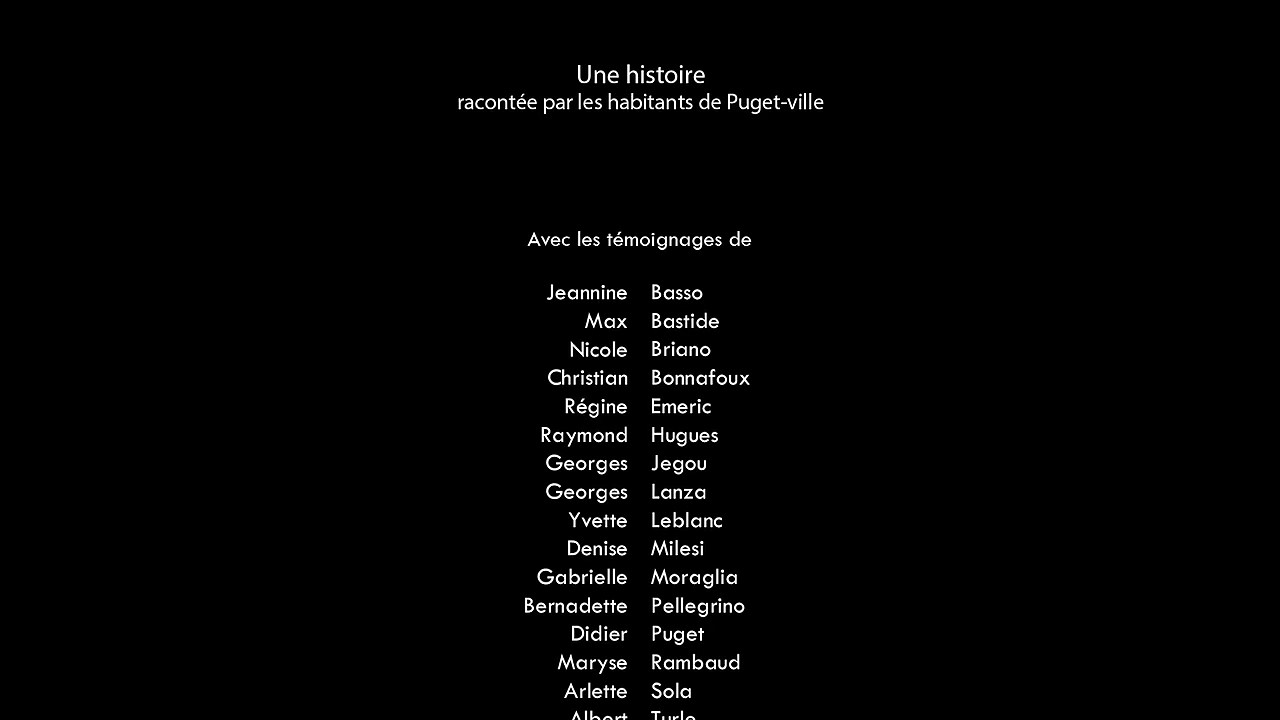 Une histoire
racontée par les habitants de Puget-ville
Avec les témoignages de
Jeannine Basso
Max Bastide
Nicole Briano
Christian Bonnafoux
Régine Emeric
Raymond Hugues
Georges Jegou
Georges Lanza
Yvette Leblanc
Denise Milesi
Gabrielle Moraglia
Bernadette Pellegrino
Didier Puget
Maryse Rambaud
Arlette Sola
Albert